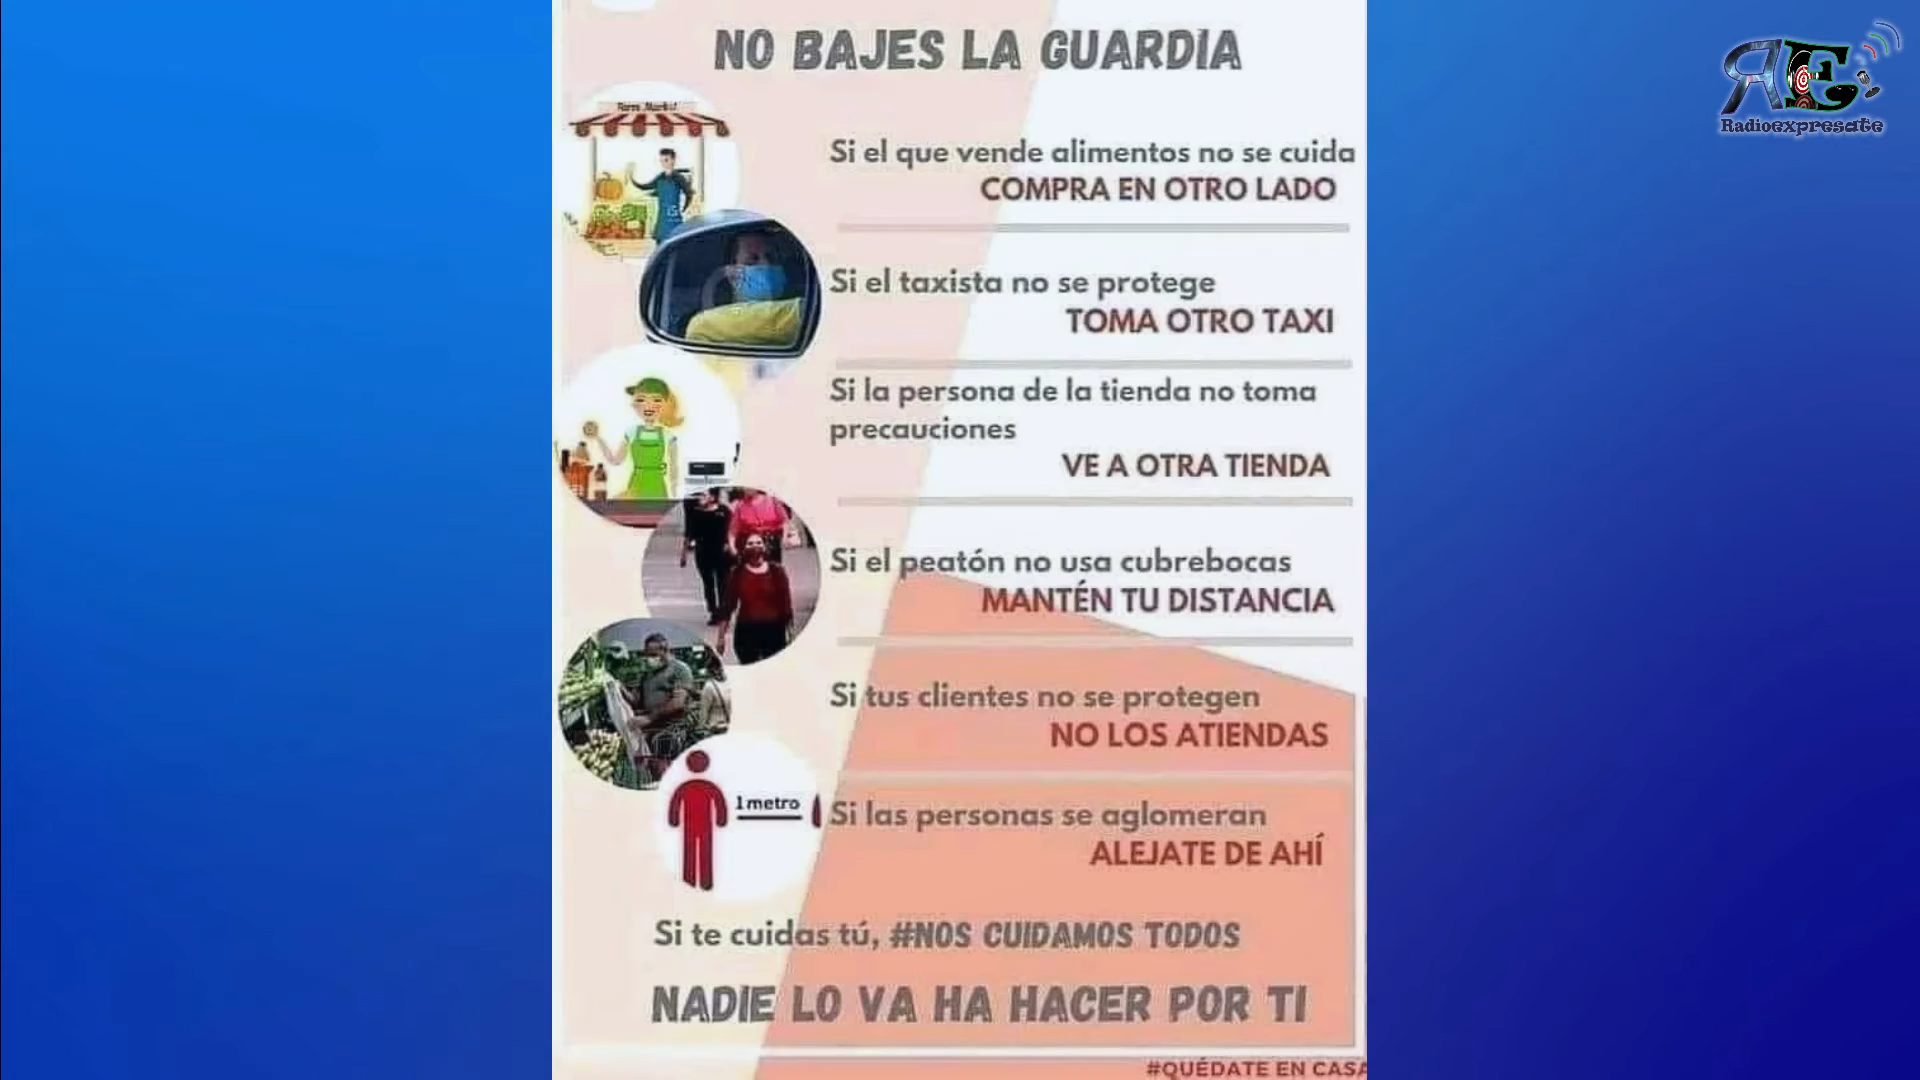 NO BAJES LA GUARDIA
Radioexpresate
Farm Market
Si el que vende alimentos no se cuida
COMPRA EN OTRO LADO
Si el taxista no se protege
TOMA OTRO TAXI
Si la persona de la tienda no toma
precauciones
VE A OTRA TIENDA
Si el peatón no usa cubrebocas
MANTÉN TU DISTANCIA
Si tus clientes no se protegen
NO LOS ATIENDAS
1 metro
Si las personas se aglomeran
ALEJATE DE AHÍ
Si te cuidas tú, #NOS CUIDAMOS TODOS
NADIE LO VA HA HACER POR TI
#QUÉDATE EN CASA